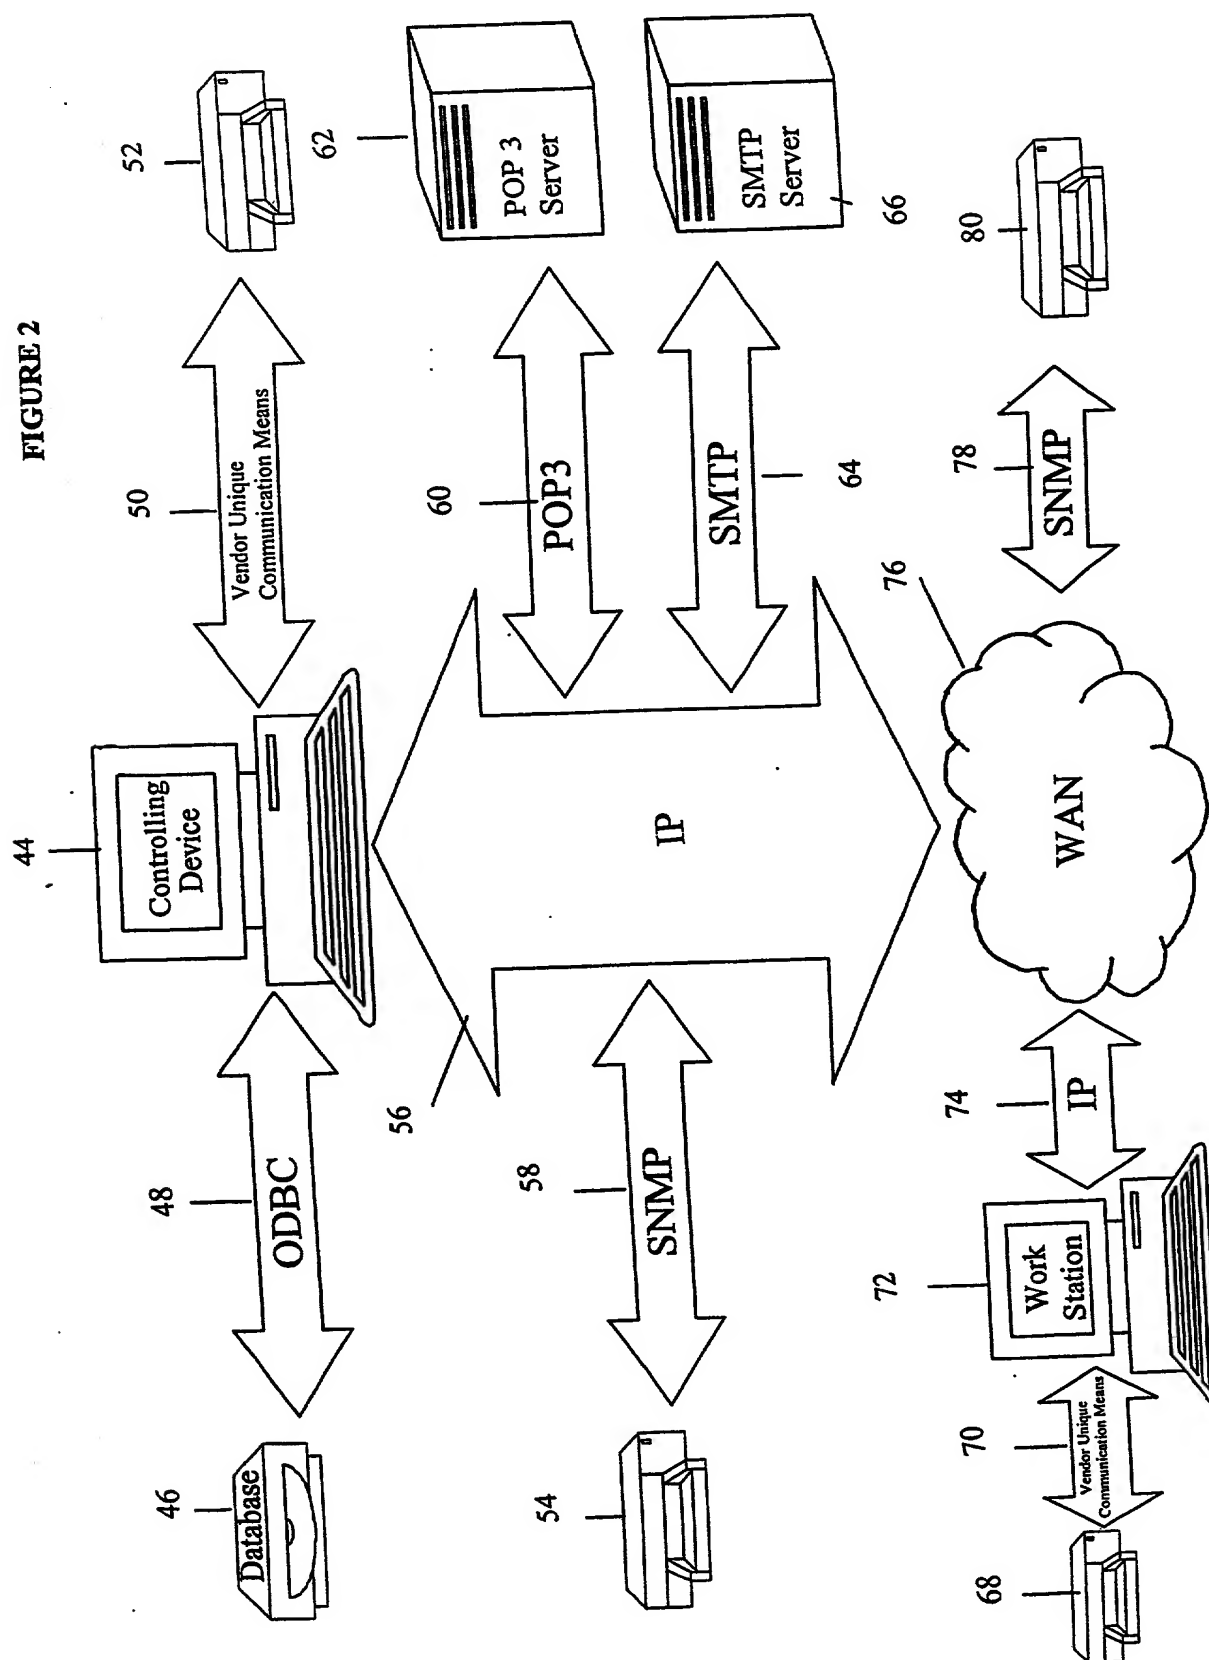 FIGURE 2
44
Controlling
Device
46
Database
48
ODBC
50
Vendor Unique
Communication Means
52
56
IP
54
58
SNMP
60
POP3
62
POP 3
Server
64
SMTP
66
SMTP
Server
68
70
Vendor Unique
Communication Means
72
Work
Station
74
IP
76
WAN
78
SNMP
80